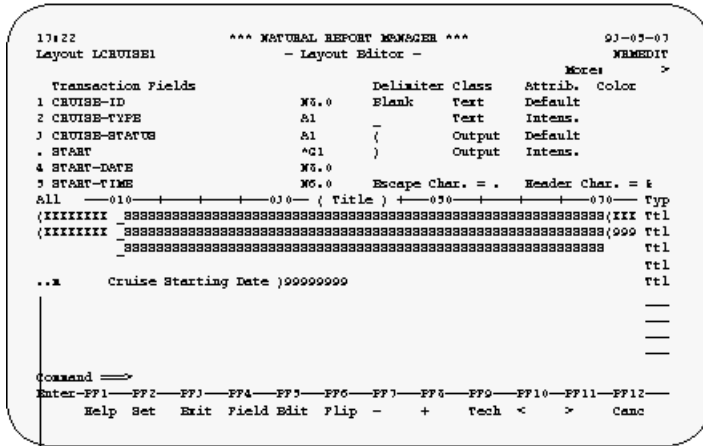 17:22 *** NATURAL REPORT MANAGER *** 93-09-07
Layout LCRUISE1 - Layout Editor - NRMEDIT
More: >
Transaction Fields Delimiter Class Attrib. Color
1 CRUISE-ID N8.0 Blank Text Default
2 CRUISE-TYPE A1 _ Text Intens.
3 CRUISE-STATUS A1 ( Output Default
. START *G1 ) Output Intens.
4 START-DATE N8.0
5 START-TIME N6.0 Escape Char. = . Header Char. = &
All ----010---+----+----030-- ( Title ) +----050----+----+----070-- Typ
(XXXXXXXX _BBBBBBBBBBBBBBBBBBBBBBBBBBBBBBBBBBBBBBBBBBBBBBBBBBBBBBBBBBBB(XXX Ttl
(XXXXXXXX _BBBBBBBBBBBBBBBBBBBBBBBBBBBBBBBBBBBBBBBBBBBBBBBBBBBBBBBBBBBB(999 Ttl
_BBBBBBBBBBBBBBBBBBBBBBBBBBBBBBBBBBBBBBBBBBBBBBBBBBBBBBBBBBBB Ttl
Ttl
..m Cruise Starting Date )99999999 Ttl
Command ===>
Enter-PF1---PF2---PF3---PF4---PF5---PF6---PF7---PF8---PF9---PF10--PF11--PF12---
Help Set Exit Field Edit Flip - + Tech < > Canc